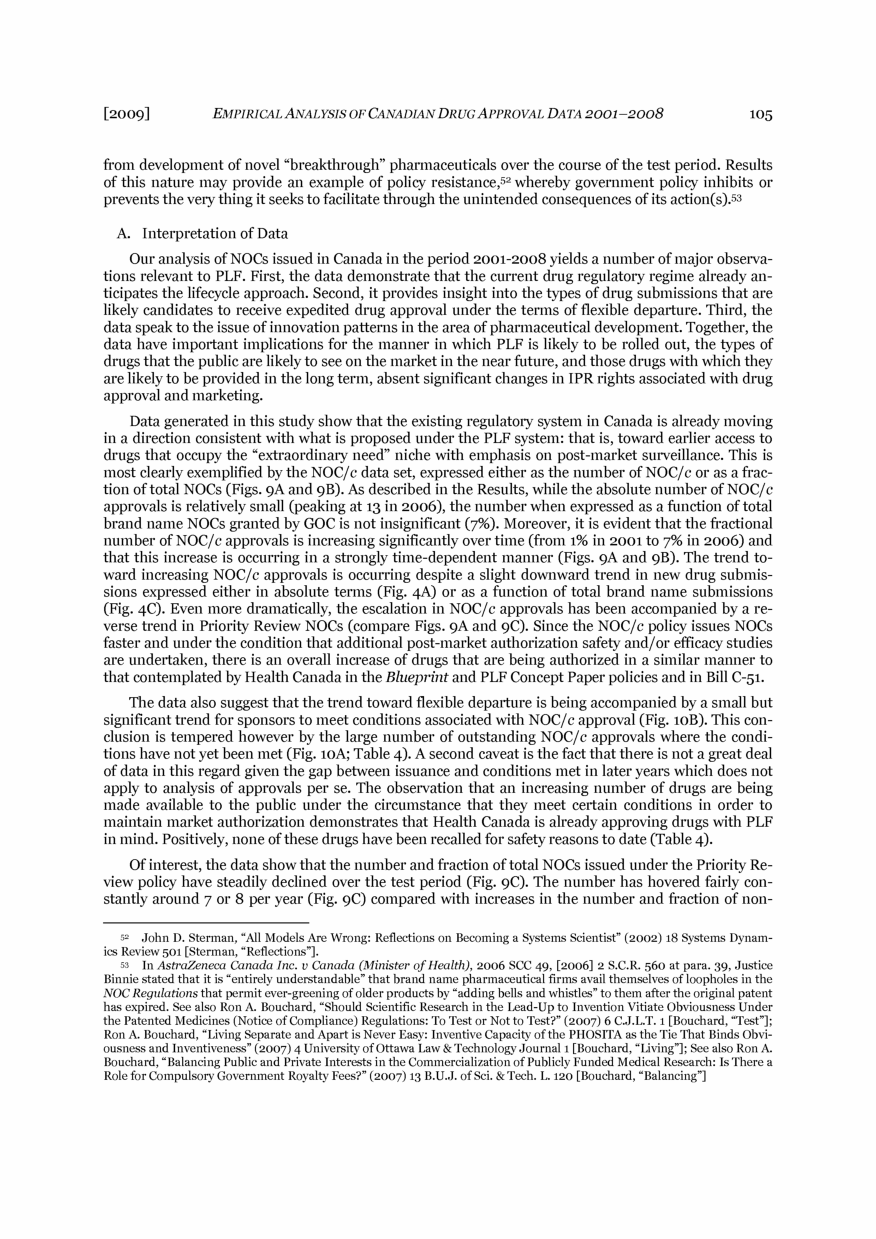 [2009] EMPIRICAL ANALYSIS OF CANADIAN DRUG APPROVAL DATA 2001–2008 105
from development of novel “breakthrough” pharmaceuticals over the course of the test period. Results
of this nature may provide an example of policy resistance,52 whereby government policy inhibits or
prevents the very thing it seeks to facilitate through the unintended consequences of its action(s).53
A. Interpretation of Data
Our analysis of NOCs issued in Canada in the period 2001-2008 yields a number of major observa-
tions relevant to PLF. First, the data demonstrate that the current drug regulatory regime already an-
ticipates the lifecycle approach. Second, it provides insight into the types of drug submissions that are
likely candidates to receive expedited drug approval under the terms of flexible departure. Third, the
data speak to the issue of innovation patterns in the area of pharmaceutical development. Together, the
data have important implications for the manner in which PLF is likely to be rolled out, the types of
drugs that the public are likely to see on the market in the near future, and those drugs with which they
are likely to be provided in the long term, absent significant changes in IPR rights associated with drug
approval and marketing.
Data generated in this study show that the existing regulatory system in Canada is already moving
in a direction consistent with what is proposed under the PLF system: that is, toward earlier access to
drugs that occupy the “extraordinary need” niche with emphasis on post-market surveillance. This is
most clearly exemplified by the NOC/c data set, expressed either as the number of NOC/c or as a frac-
tion of total NOCs (Figs. 9A and 9B). As described in the Results, while the absolute number of NOC/c
approvals is relatively small (peaking at 13 in 2006), the number when expressed as a function of total
brand name NOCs granted by GOC is not insignificant (7%). Moreover, it is evident that the fractional
number of NOC/c approvals is increasing significantly over time (from 1% in 2001 to 7% in 2006) and
that this increase is occurring in a strongly time-dependent manner (Figs. 9A and 9B). The trend to-
ward increasing NOC/c approvals is occurring despite a slight downward trend in new drug submis-
sions expressed either in absolute terms (Fig. 4A) or as a function of total brand name submissions
(Fig. 4C). Even more dramatically, the escalation in NOC/c approvals has been accompanied by a re-
verse trend in Priority Review NOCs (compare Figs. 9A and 9C). Since the NOC/c policy issues NOCs
faster and under the condition that additional post-market authorization safety and/or efficacy studies
are undertaken, there is an overall increase of drugs that are being authorized in a similar manner to
that contemplated by Health Canada in the Blueprint and PLF Concept Paper policies and in Bill C-51.
The data also suggest that the trend toward flexible departure is being accompanied by a small but
significant trend for sponsors to meet conditions associated with NOC/c approval (Fig. 10B). This con-
clusion is tempered however by the large number of outstanding NOC/c approvals where the condi-
tions have not yet been met (Fig. 10A; Table 4). A second caveat is the fact that there is not a great deal
of data in this regard given the gap between issuance and conditions met in later years which does not
apply to analysis of approvals per se. The observation that an increasing number of drugs are being
made available to the public under the circumstance that they meet certain conditions in order to
maintain market authorization demonstrates that Health Canada is already approving drugs with PLF
in mind. Positively, none of these drugs have been recalled for safety reasons to date (Table 4).
Of interest, the data show that the number and fraction of total NOCs issued under the Priority Re-
view policy have steadily declined over the test period (Fig. 9C). The number has hovered fairly con-
stantly around 7 or 8 per year (Fig. 9C) compared with increases in the number and fraction of non-
52 John D. Sterman, “All Models Are Wrong: Reflections on Becoming a Systems Scientist” (2002) 18 Systems Dynam-
ics Review 501 [Sterman, “Reflections”].
53 In AstraZeneca Canada Inc. v Canada (Minister of Health), 2006 SCC 49, [2006] 2 S.C.R. 560 at para. 39, Justice
Binnie stated that it is “entirely understandable” that brand name pharmaceutical firms avail themselves of loopholes in the
NOC Regulations that permit ever-greening of older products by “adding bells and whistles” to them after the original patent
has expired. See also Ron A. Bouchard, “Should Scientific Research in the Lead-Up to Invention Vitiate Obviousness Under
the Patented Medicines (Notice of Compliance) Regulations: To Test or Not to Test?” (2007) 6 C.J.L.T. 1 [Bouchard, “Test”];
Ron A. Bouchard, “Living Separate and Apart is Never Easy: Inventive Capacity of the PHOSITA as the Tie That Binds Obvi-
ousness and Inventiveness” (2007) 4 University of Ottawa Law & Technology Journal 1 [Bouchard, “Living”]; See also Ron A.
Bouchard, “Balancing Public and Private Interests in the Commercialization of Publicly Funded Medical Research: Is There a
Role for Compulsory Government Royalty Fees?” (2007) 13 B.U.J. of Sci. & Tech. L. 120 [Bouchard, “Balancing”]